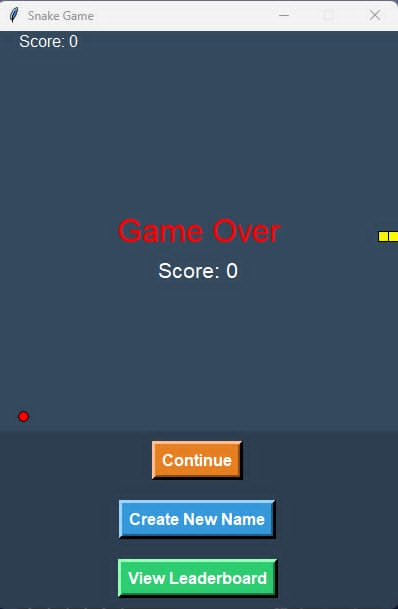 Snake Game
Score: 0
Game Over
Score: 0
Continue
Create New Name
View Leaderboard